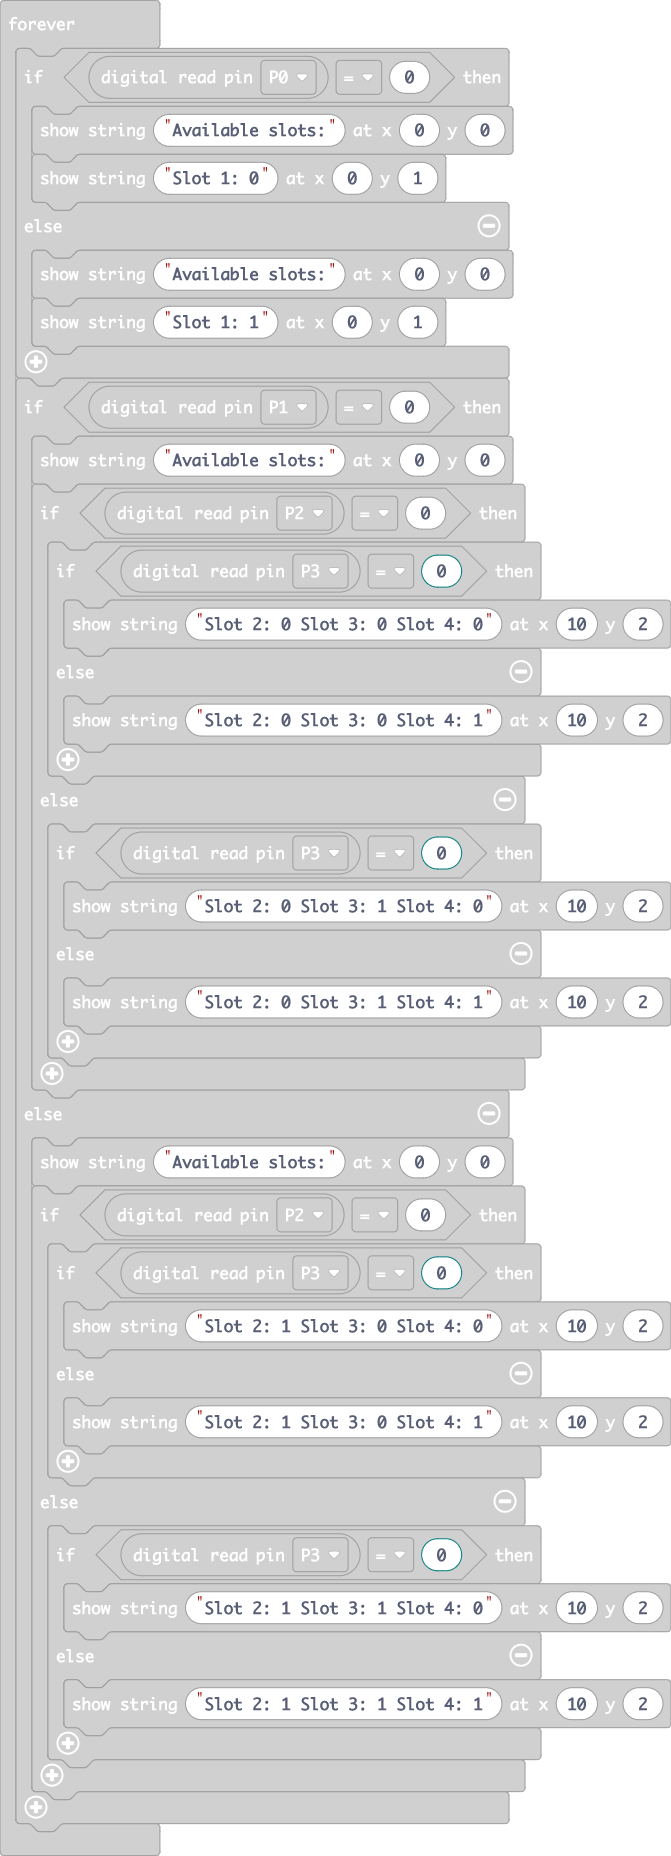 forever
if digital read pin P0 = 0 then
show string "Available slots:" at x 0 y 0
show string "Slot 1: 0" at x 0 y 1
else
show string "Available slots:" at x 0 y 0
show string "Slot 1: 1" at x 0 y 1
if digital read pin P1 = 0 then
show string "Available slots:" at x 0 y 0
if digital read pin P2 = 0 then
if digital read pin P3 = 0 then
show string "Slot 2: 0 Slot 3: 0 Slot 4: 0" at x 10 y 2
else
show string "Slot 2: 0 Slot 3: 0 Slot 4: 1" at x 10 y 2
else
if digital read pin P3 = 0 then
show string "Slot 2: 0 Slot 3: 1 Slot 4: 0" at x 10 y 2
else
show string "Slot 2: 0 Slot 3: 1 Slot 4: 1" at x 10 y 2
else
show string "Available slots:" at x 0 y 0
if digital read pin P2 = 0 then
if digital read pin P3 = 0 then
show string "Slot 2: 1 Slot 3: 0 Slot 4: 0" at x 10 y 2
else
show string "Slot 2: 1 Slot 3: 0 Slot 4: 1" at x 10 y 2
else
if digital read pin P3 = 0 then
show string "Slot 2: 1 Slot 3: 1 Slot 4: 0" at x 10 y 2
else
show string "Slot 2: 1 Slot 3: 1 Slot 4: 1" at x 10 y 2